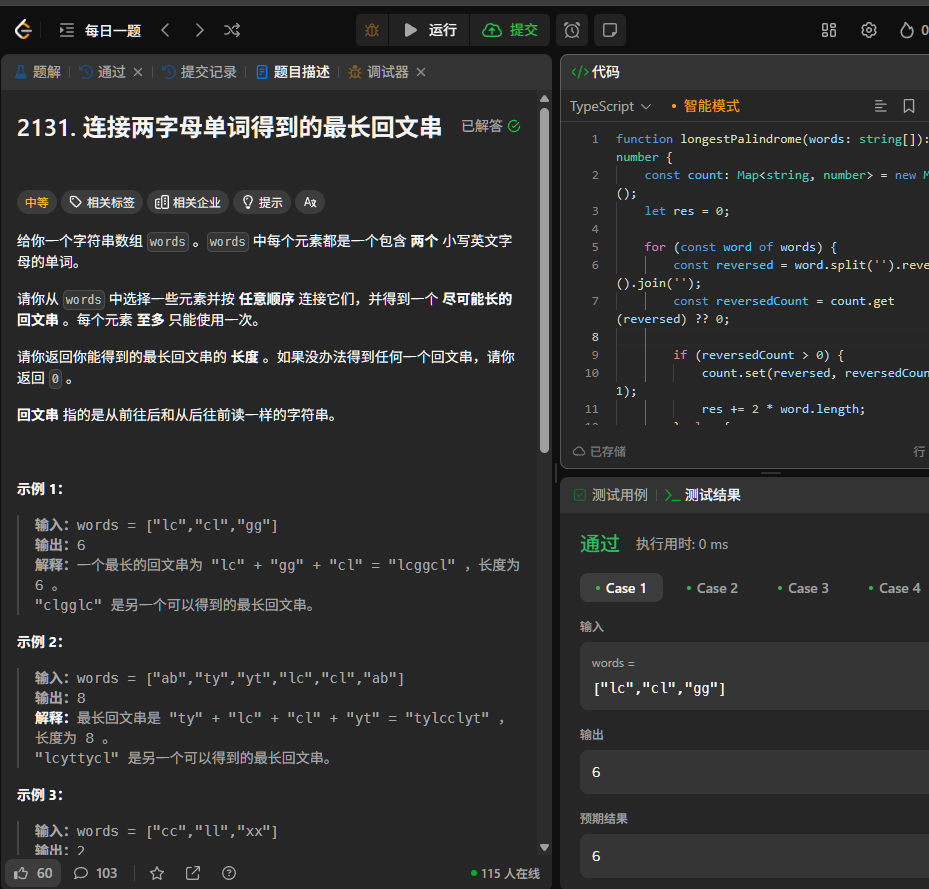 每日一题
运行
提交
0
题解
通过
提交记录
题目描述
调试器
2131. 连接两字母单词得到的最长回文串
已解答
中等
相关标签
相关企业
提示
给你一个字符串数组 words 。words 中每个元素都是一个包含 两个 小写英文字
母的单词。
请你从 words 中选择一些元素并按 任意顺序 连接它们，并得到一个 尽可能长的
回文串 。每个元素 至多 只能使用一次。
请你返回你能得到的最长回文串的 长度 。如果没办法得到任何一个回文串，请你
返回 0 。
回文串 指的是从前往后和从后往前读一样的字符串。
示例 1：
输入：words = ["lc","cl","gg"]
输出：6
解释：一个最长的回文串为 "lc" + "gg" + "cl" = "lcggcl" ，长度为
6 。
"clgglc" 是另一个可以得到的最长回文串。
示例 2：
输入：words = ["ab","ty","yt","lc","cl","ab"]
输出：8
解释：最长回文串是 "ty" + "lc" + "cl" + "yt" = "tylcclyt" ，
长度为 8 。
"lcyttycl" 是另一个可以得到的最长回文串。
示例 3：
输入：words = ["cc","ll","xx"]
输出：2
60
103
115 人在线
</> 代码
TypeScript
智能模式
1 function longestPalindrome(words: string[]):
number {
2 const count: Map<string, number> = new M
();
3 let res = 0;
4
5 for (const word of words) {
6 const reversed = word.split('').reve
().join('');
7 const reversedCount = count.get
(reversed) ?? 0;
8
9 if (reversedCount > 0) {
10 count.set(reversed, reversedCoun
1);
11 res += 2 * word.length;
已存储
行
测试用例
测试结果
通过
执行用时: 0 ms
Case 1
Case 2
Case 3
Case 4
输入
words =
["lc","cl","gg"]
输出
6
预期结果
6